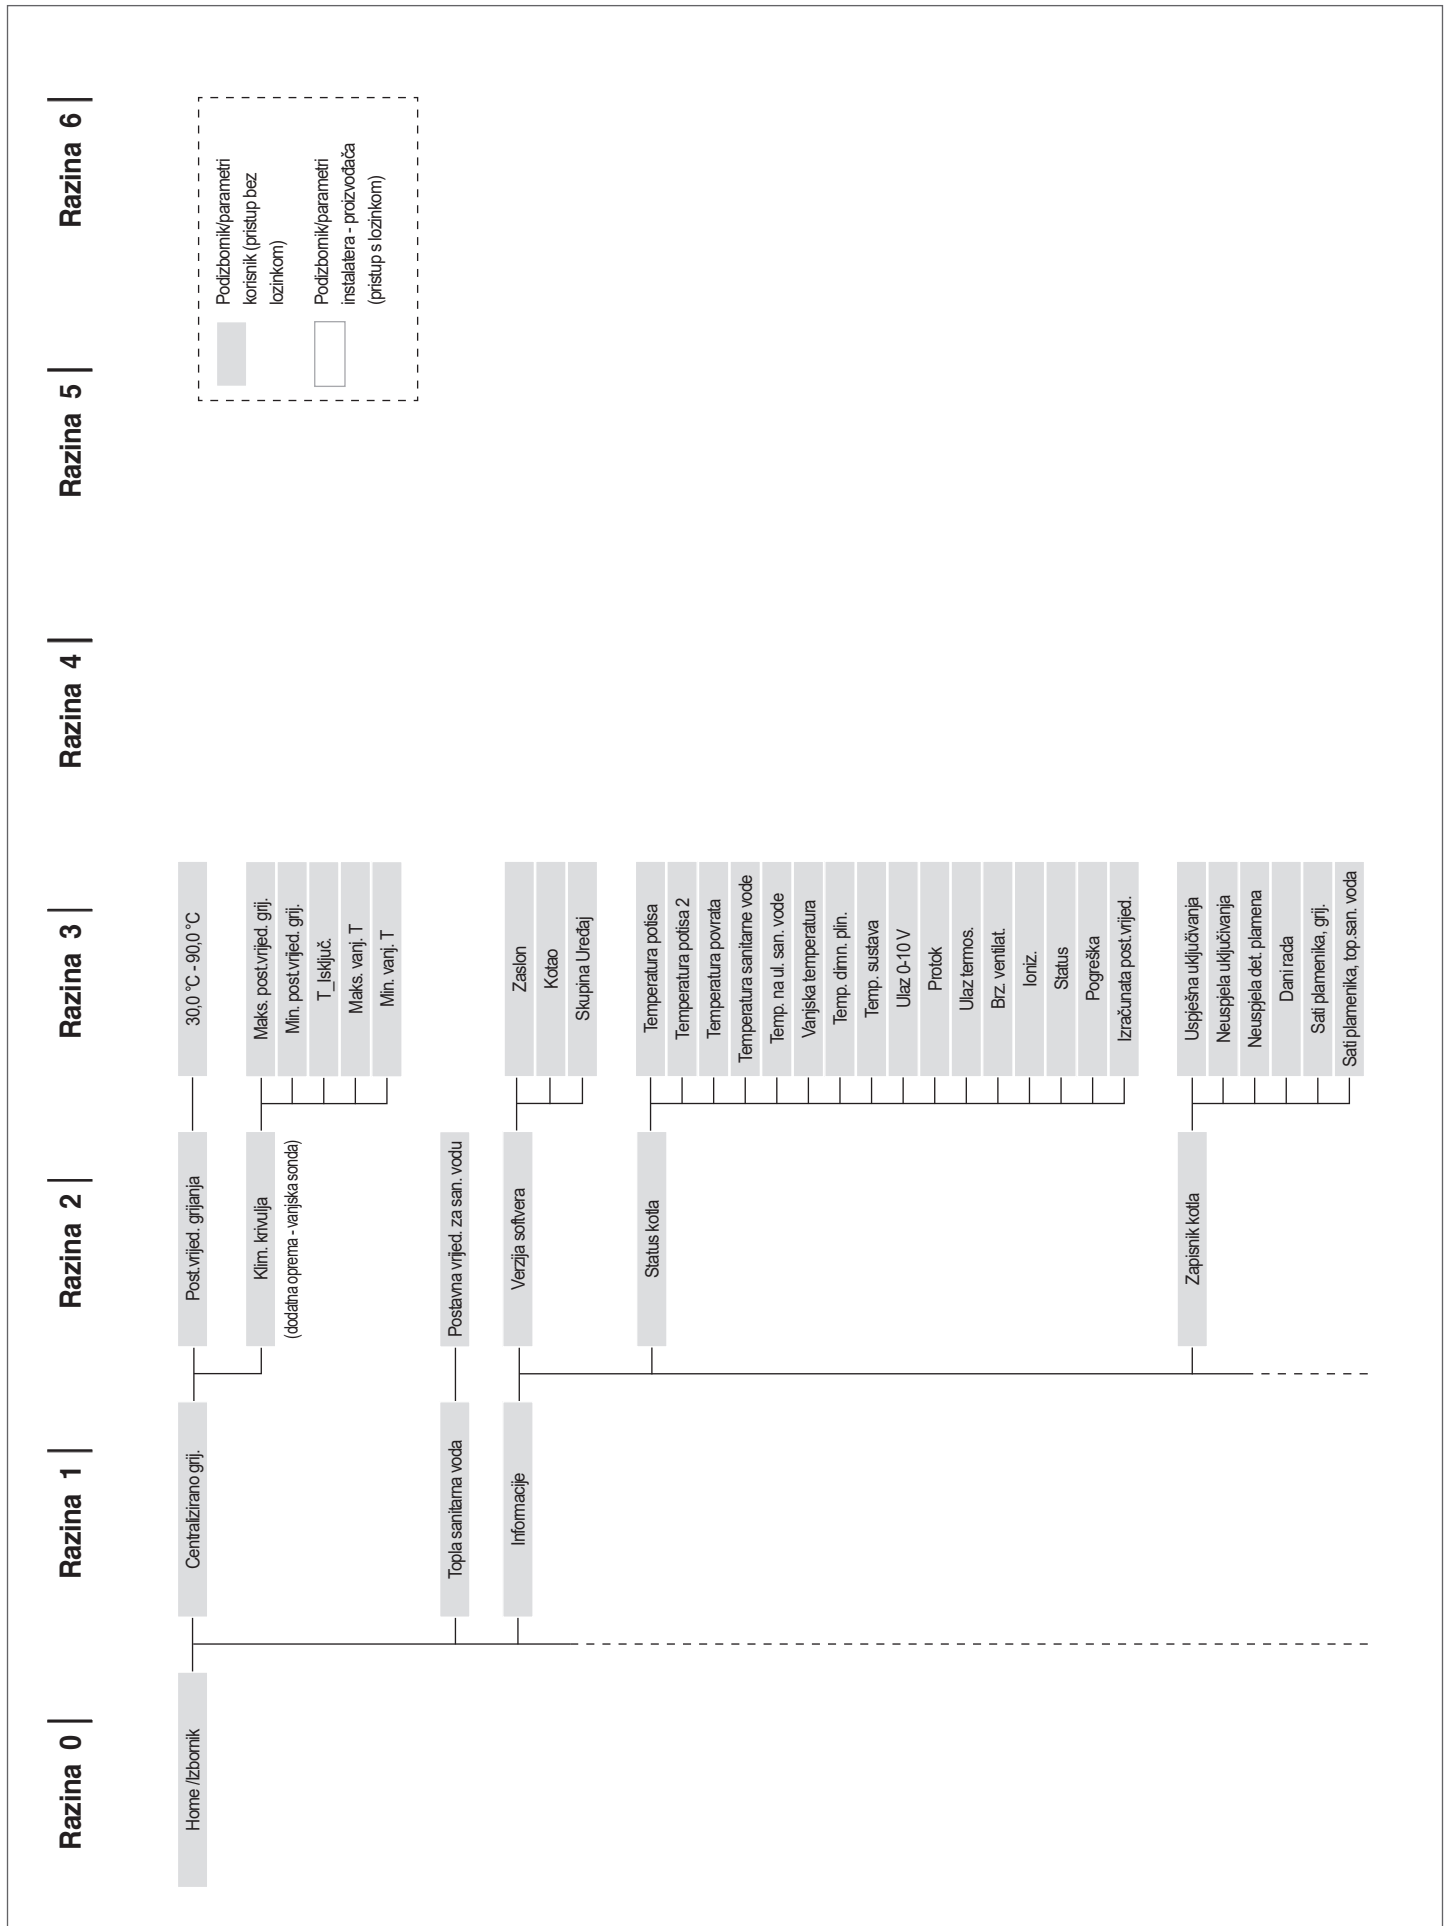 Razina 0
Razina 1
Razina 2
Razina 3
Razina 4
Razina 5
Razina 6
Home /Izbornik
Centralizirano grij.
Post.vrijed. grijanja
30,0 °C - 90,0 °C
Klim. krivulja
(dodatna oprema - vanjska sonda)
Maks. post.vrijed. grij.
Min. post.vrijed. grij.
T_Isključ.
Maks. vanj. T
Min. vanj. T
Topla sanitarna voda
Postavna vrijed. za san. vodu
Informacije
Verzija softvera
Zaslon
Kotao
Skupina Uređaj
Status kotla
Temperatura potisa
Temperatura potisa 2
Temperatura povrata
Temperatura sanitarne vode
Temp. na ul. san. vode
Vanjska temperatura
Temp. dimn. plin.
Temp. sustava
Ulaz 0-10 V
Protok
Ulaz termos.
Brz. ventilat.
Ioniz.
Status
Pogreška
Izračunata post.vrijed.
Zapisnik kotla
Uspješna uključivanja
Neuspjela uključivanja
Neuspjela det. plamena
Dani rada
Sati plamenika, grij.
Sati plamenika, top.san. voda
Podizbornik/parametri
korisnik (pristup bez
lozinkom)
Podizbornik/parametri
instalatera - proizvođača
(pristup s lozinkom)